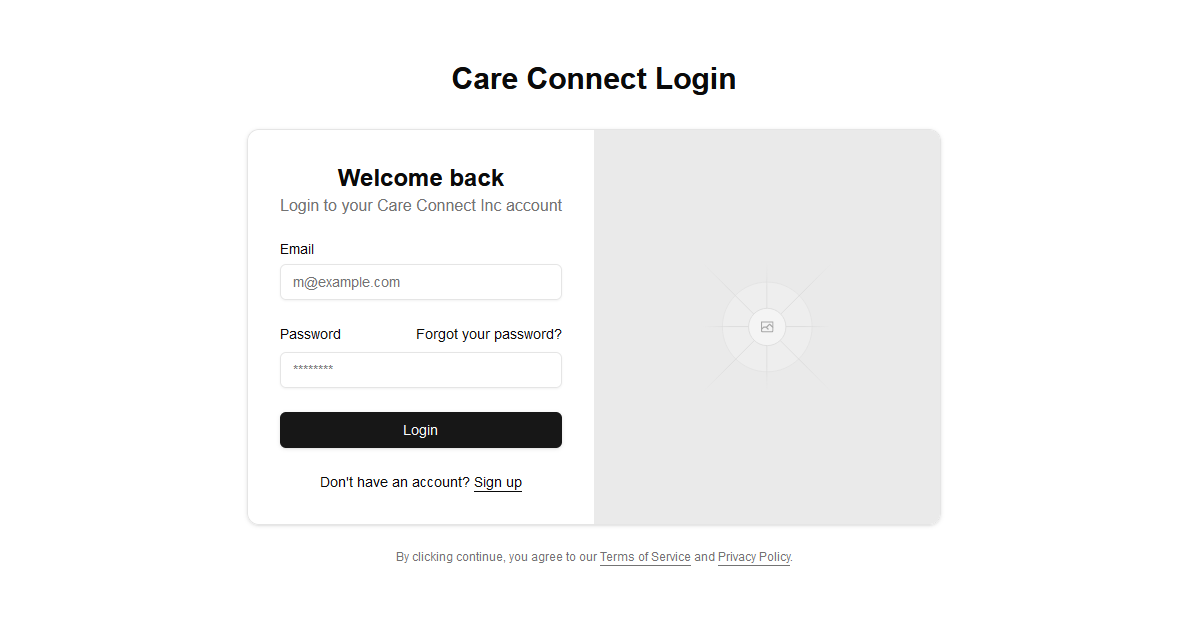 Care Connect Login
Welcome back
Login to your Care Connect Inc account
Email
m@example.com
Password
Forgot your password?
********
Login
Don't have an account? Sign up
By clicking continue, you agree to our Terms of Service and Privacy Policy.